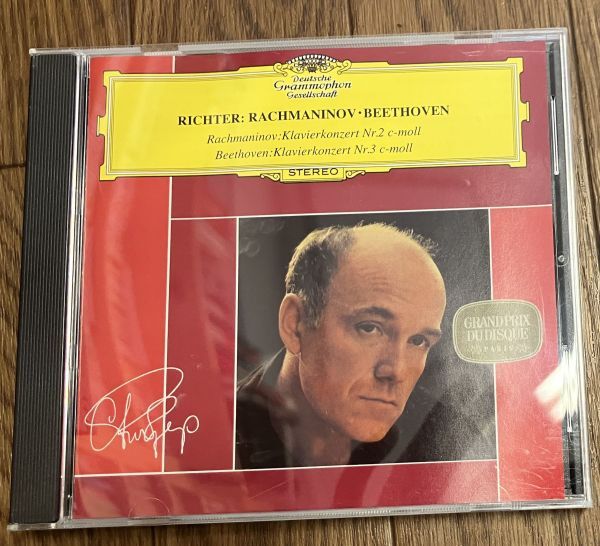 Deutsche
Grammophon
Gesellschaft
RICHTER: RACHMANINOV·BEETHOVEN
Rachmaninov:Klavierkonzert Nr.2 c-moll
Beethoven:Klavierkonzert Nr.3 c-moll
STEREO
GRAND PRIX
DU DISQUE
PARIS